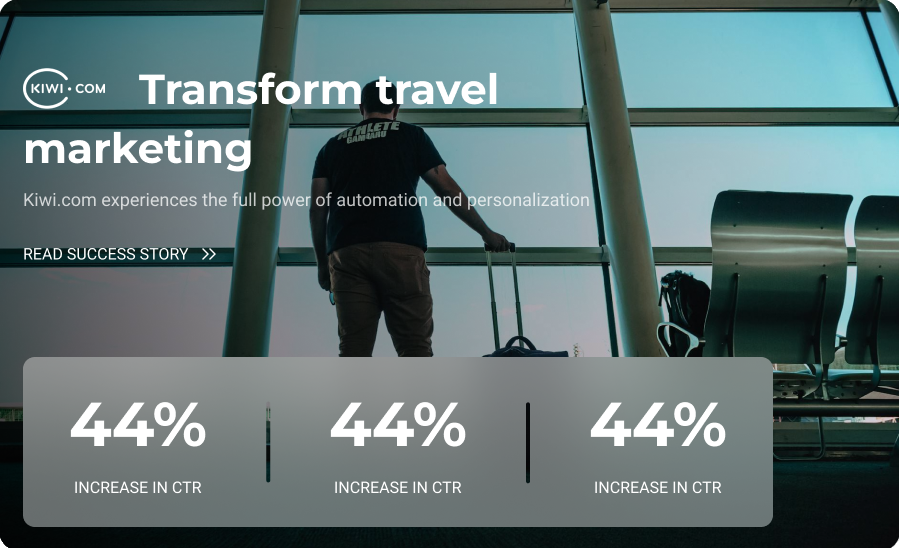 KIWI•COM Transform travel
marketing
ATHLETE
Kiwi.com experiences the full power of automation and personalization
READ SUCCESS STORY
44% 44% 44%
INCREASE IN CTR INCREASE IN CTR INCREASE IN CTR